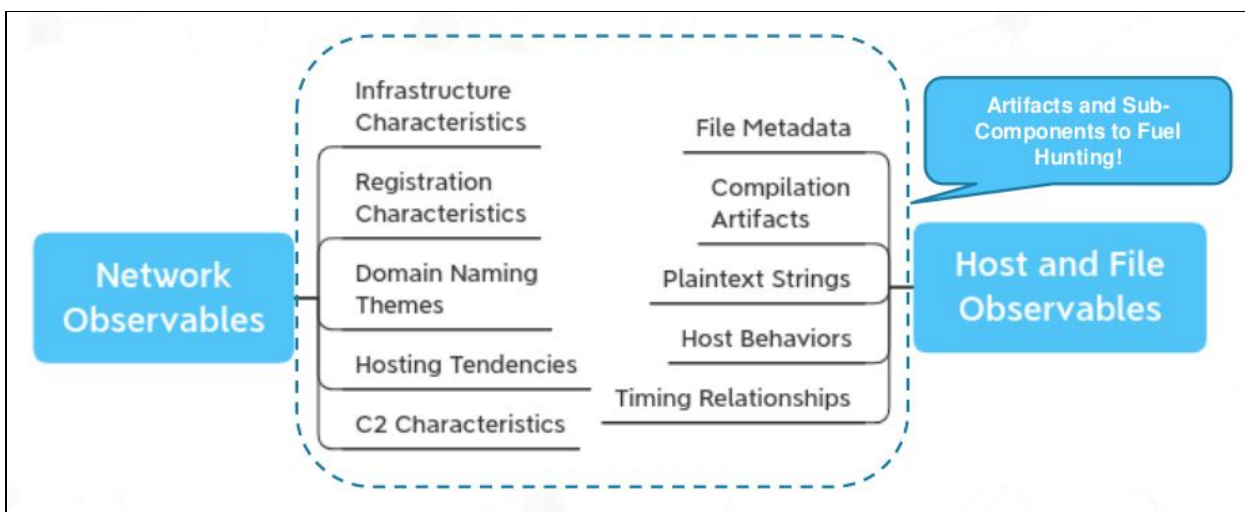 Network
Observables
Infrastructure
Characteristics
Registration
Characteristics
Domain Naming
Themes
Hosting Tendencies
C2 Characteristics
File Metadata
Compilation
Artifacts
Plaintext Strings
Host Behaviors
Timing Relationships
Artifacts and Sub-
Components to Fuel
Hunting!
Host and File
Observables